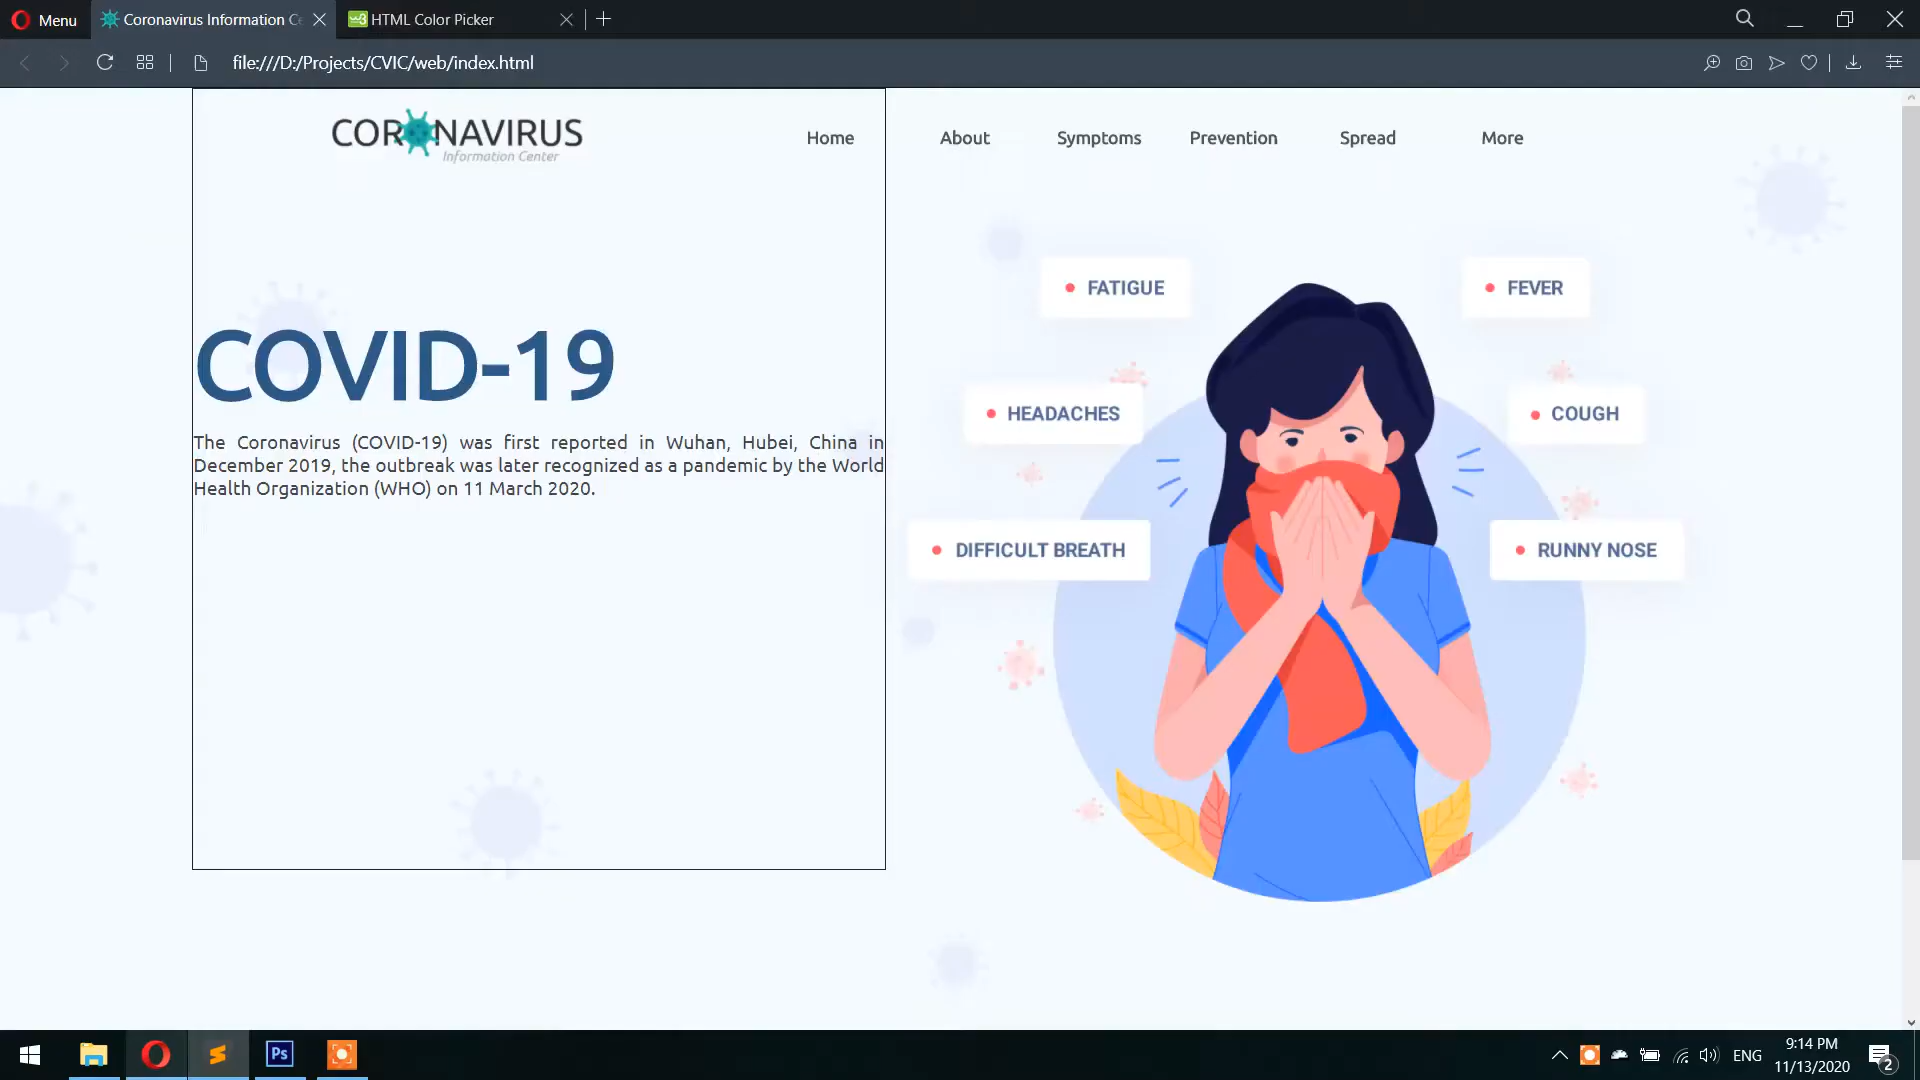 Menu
Coronavirus Information Ce
HTML Color Picker
file:///D:/Projects/CVIC/web/index.html
CORONAVIRUS
Information Center
Home
About
Symptoms
Prevention
Spread
More
FATIGUE
FEVER
COVID-19
HEADACHES
COUGH
The Coronavirus (COVID-19) was first reported in Wuhan, Hubei, China in
December 2019, the outbreak was later recognized as a pandemic by the World
Health Organization (WHO) on 11 March 2020.
DIFFICULT BREATH
RUNNY NOSE
Ps
ENG
9:14 PM
11/13/2020
2